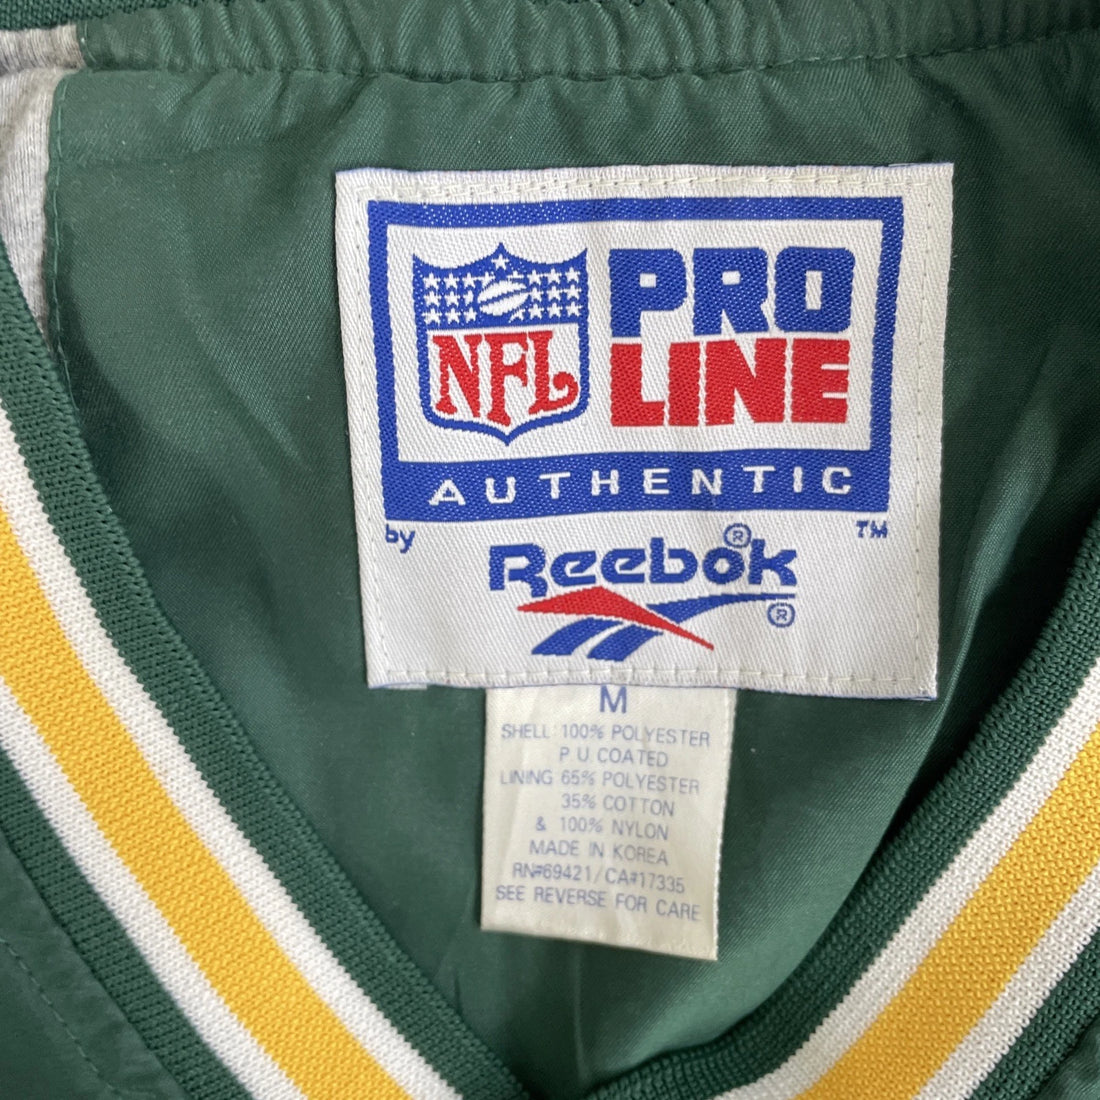 NFL
PRO
LINE
AUTHENTIC
by
TM
Reebok®
®
M
SHELL: 100% POLYESTER
P.U.COATED
LINING 65% POLYESTER
35% COTTON
& 100% NYLON
MADE IN KOREA
RN#69421/CA#17335
SEE REVERSE FOR CARE